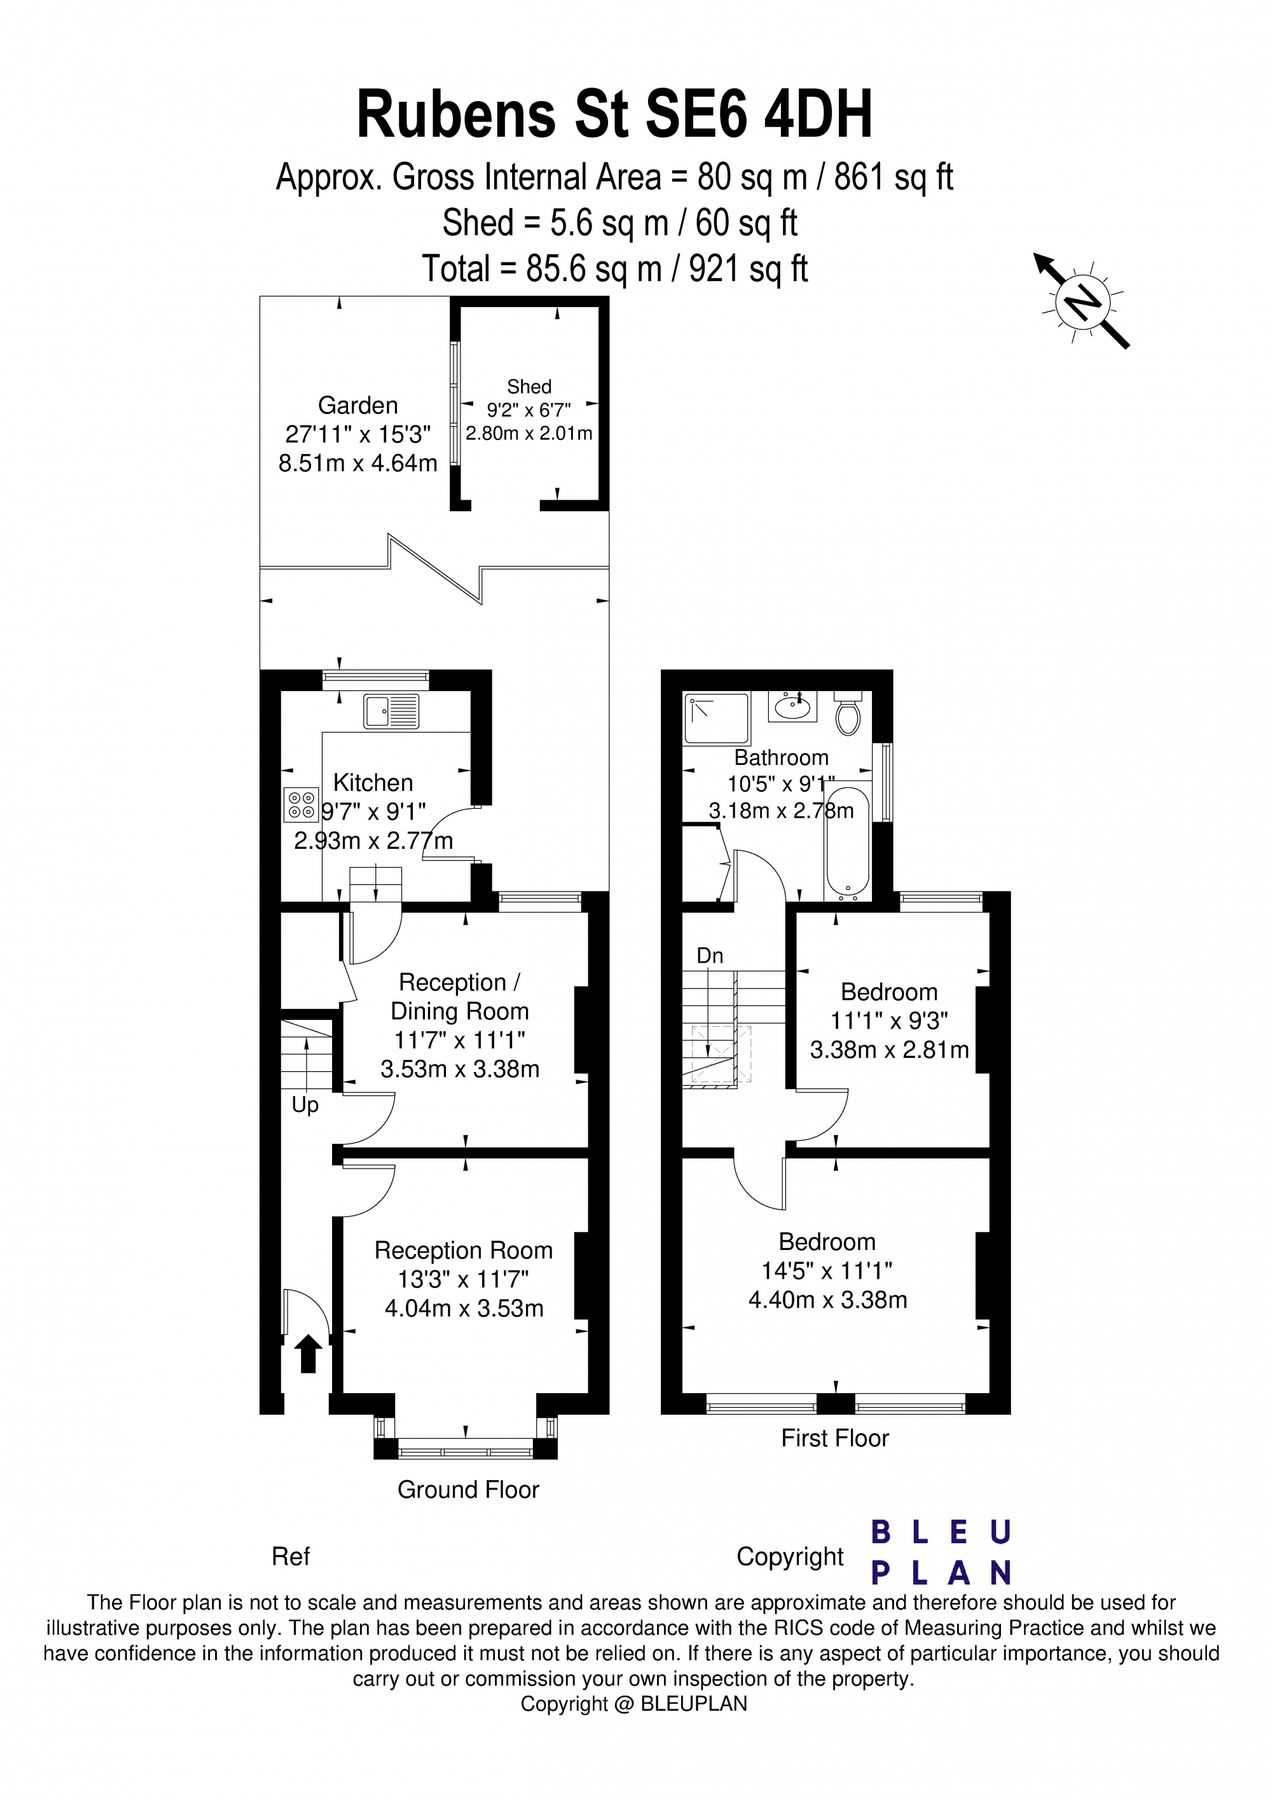 Rubens St SE6 4DH
Approx. Gross Internal Area = 80 sq m / 861 sq ft
Shed = 5.6 sq m / 60 sq ft
Total = 85.6 sq m / 921 sq ft
N
Shed
9'2" x 6'7"
2.80m x 2.01m
Garden
27'11" x 15'3"
8.51m x 4.64m
Kitchen
9'7" x 9'1"
2.93m x 2.77m
Bathroom
10'5" x 9'1"
3.18m x 2.78m
Reception /
Dining Room
11'7" x 11'1"
3.53m x 3.38m
Up
Dn
Bedroom
11'1" x 9'3"
3.38m x 2.81m
Reception Room
13'3" x 11'7"
4.04m x 3.53m
Bedroom
14'5" x 11'1"
4.40m x 3.38m
Ground Floor
First Floor
Ref
Copyright
BLEU
PLAN
The Floor plan is not to scale and measurements and areas shown are approximate and therefore should be used for
illustrative purposes only. The plan has been prepared in accordance with the RICS code of Measuring Practice and whilst we
have confidence in the information produced it must not be relied on. If there is any aspect of particular importance, you should
carry out or commission your own inspection of the property.
Copyright @ BLEUPLAN